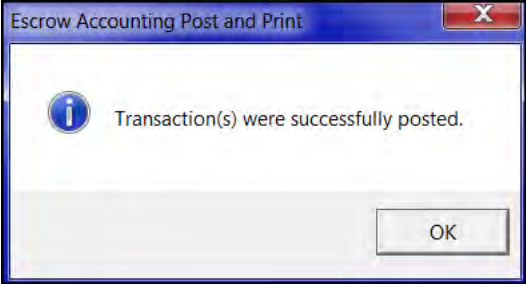 Escrow Accounting Post and Print
Transaction(s) were successfully posted.
OK